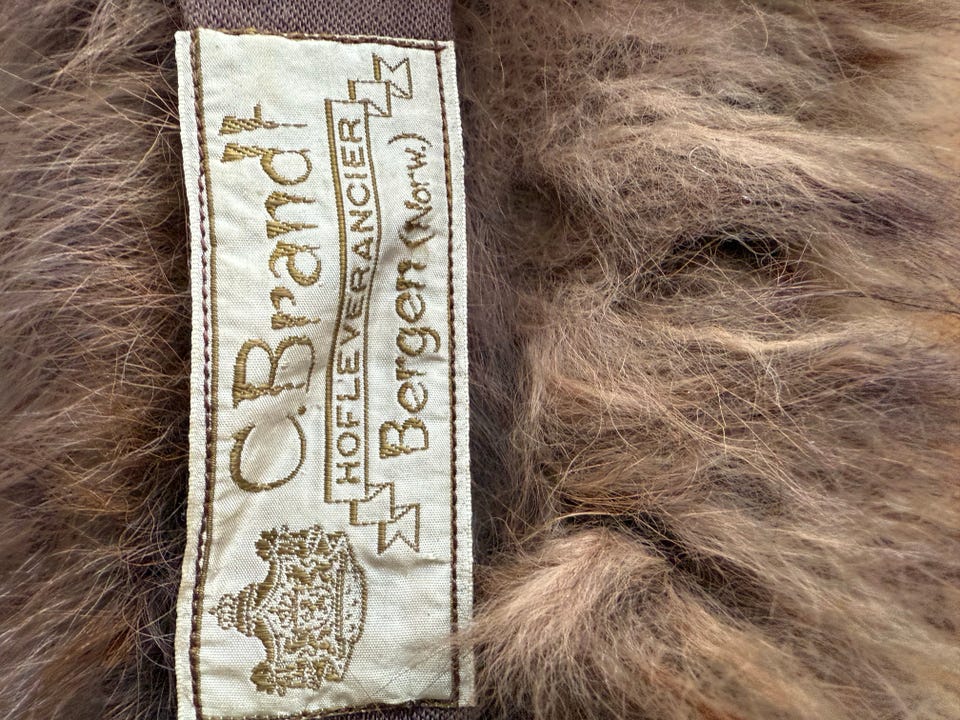 C. Brandt
HOFLEVERANCIER
Bergen (Norw.)